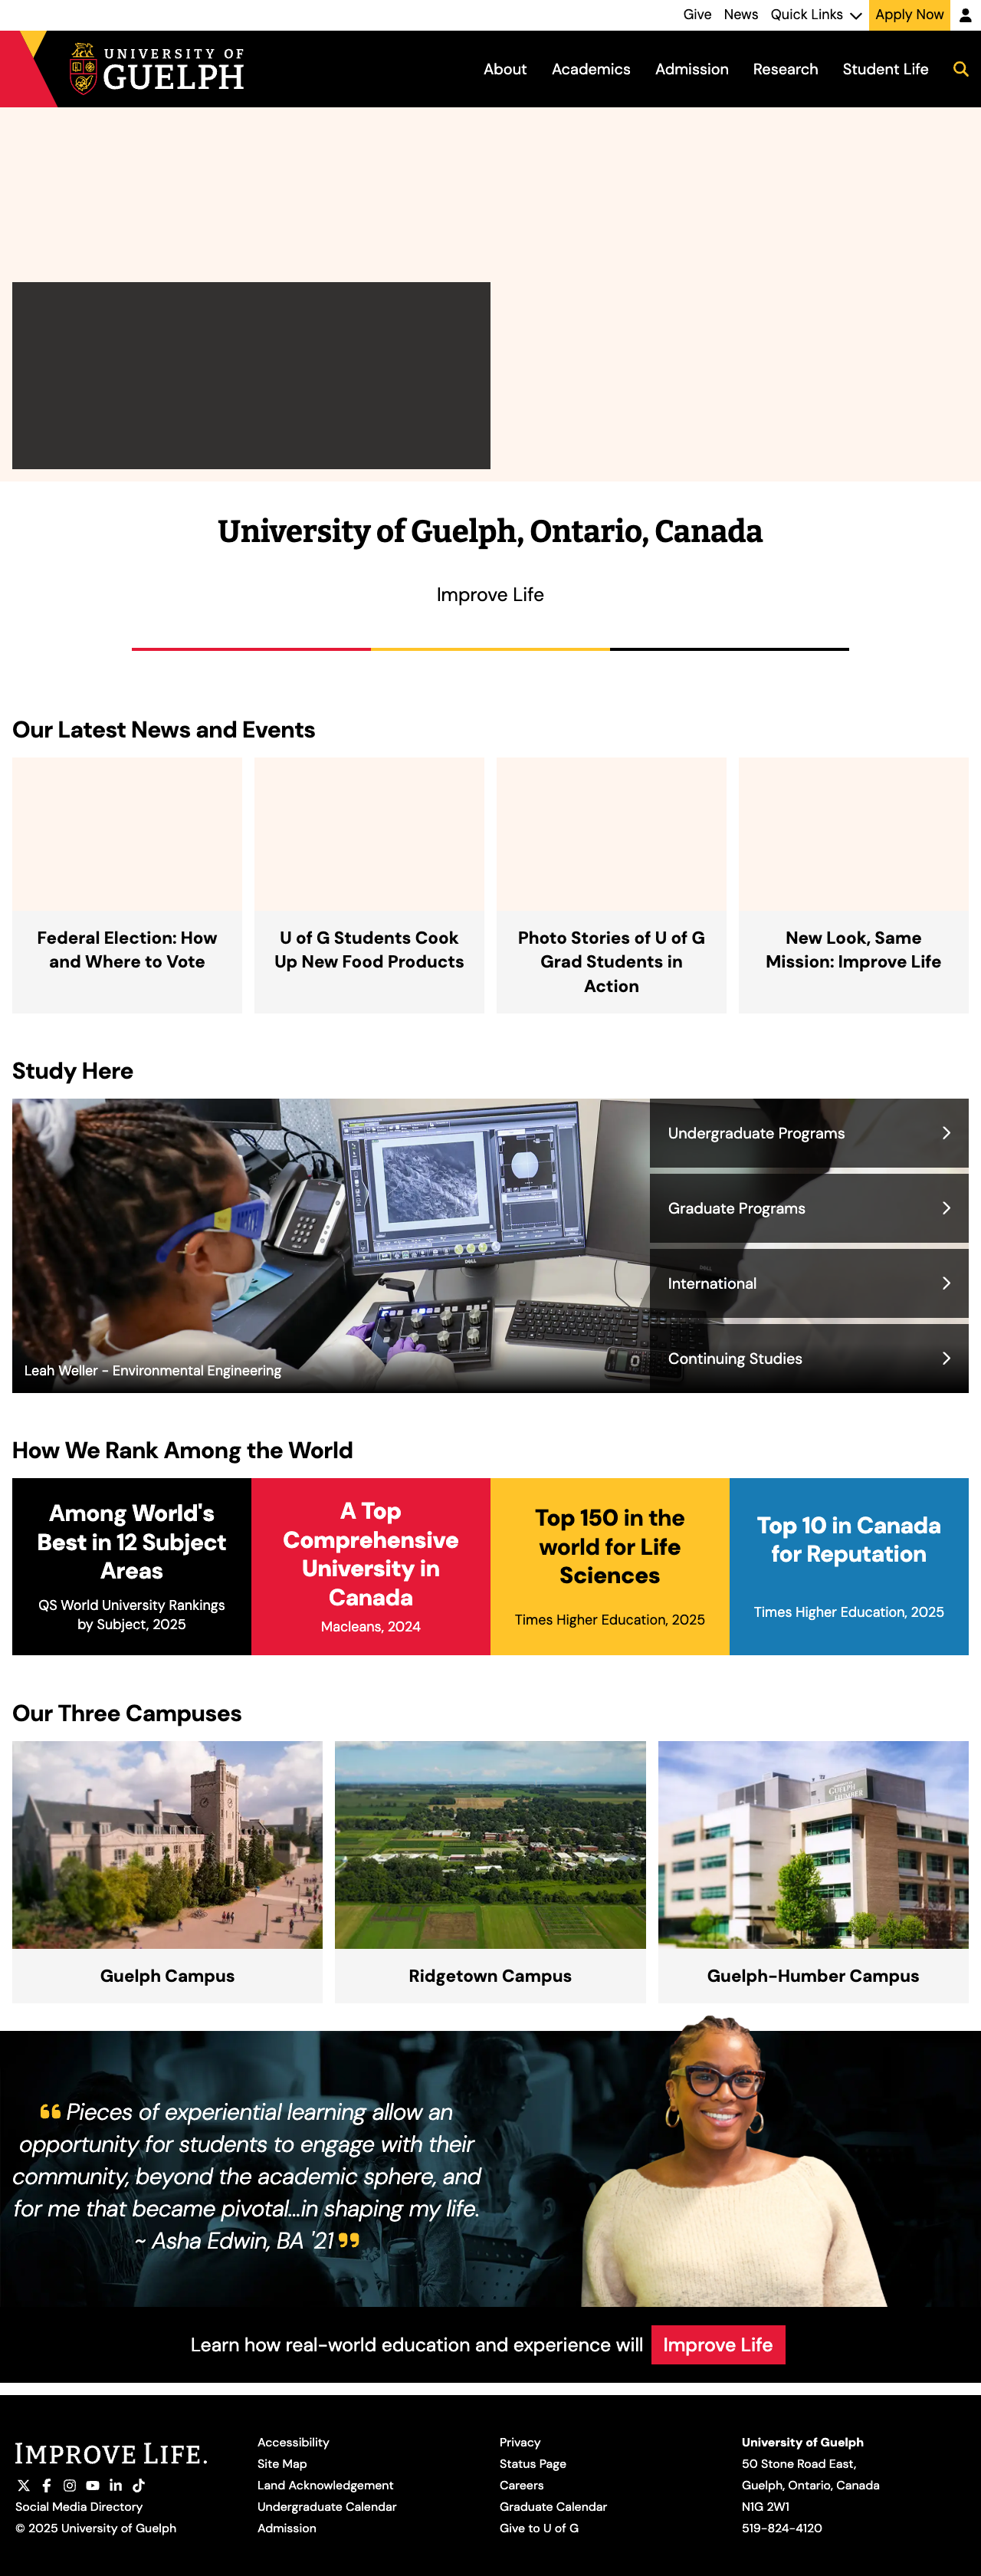 Give News Quick Links Apply Now
UNIVERSITY OF
GUELPH
About Academics Admission Research Student Life
University of Guelph, Ontario, Canada
Improve Life
Our Latest News and Events
Federal Election: How
and Where to Vote
U of G Students Cook
Up New Food Products
Photo Stories of U of G
Grad Students in
Action
New Look, Same
Mission: Improve Life
Study Here
Undergraduate Programs
Graduate Programs
International
Continuing Studies
Leah Weller - Environmental Engineering
How We Rank Among the World
Among World's
Best in 12 Subject
Areas
QS World University Rankings
by Subject, 2025
A Top
Comprehensive
University in
Canada
Macleans, 2024
Top 150 in the
world for Life
Sciences
Times Higher Education, 2025
Top 10 in Canada
for Reputation
Times Higher Education, 2025
Our Three Campuses
Guelph Campus
Ridgetown Campus
Guelph-Humber Campus
❝ Pieces of experiential learning allow an
opportunity for students to engage with their
community, beyond the academic sphere, and
for me that became pivotal...in shaping my life.
~ Asha Edwin, BA '21 ❞
Learn how real-world education and experience will Improve Life
IMPROVE LIFE.
Social Media Directory
© 2025 University of Guelph
Accessibility
Site Map
Land Acknowledgement
Undergraduate Calendar
Admission
Privacy
Status Page
Careers
Graduate Calendar
Give to U of G
University of Guelph
50 Stone Road East,
Guelph, Ontario, Canada
N1G 2W1
519-824-4120